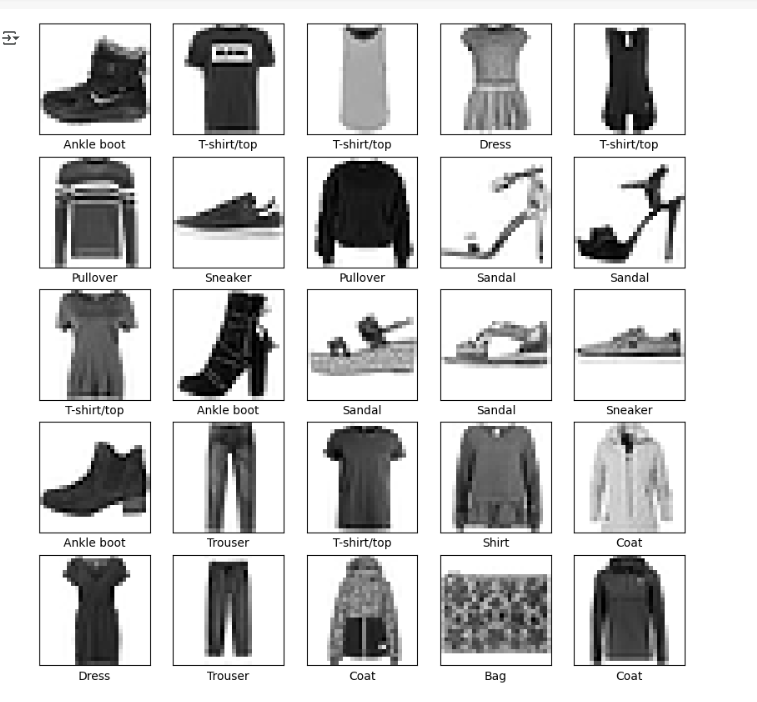 Ankle boot T-shirt/top T-shirt/top Dress T-shirt/top
Pullover Sneaker Pullover Sandal Sandal
T-shirt/top Ankle boot Sandal Sandal Sneaker
Ankle boot Trouser T-shirt/top Shirt Coat
Dress Trouser Coat Bag Coat